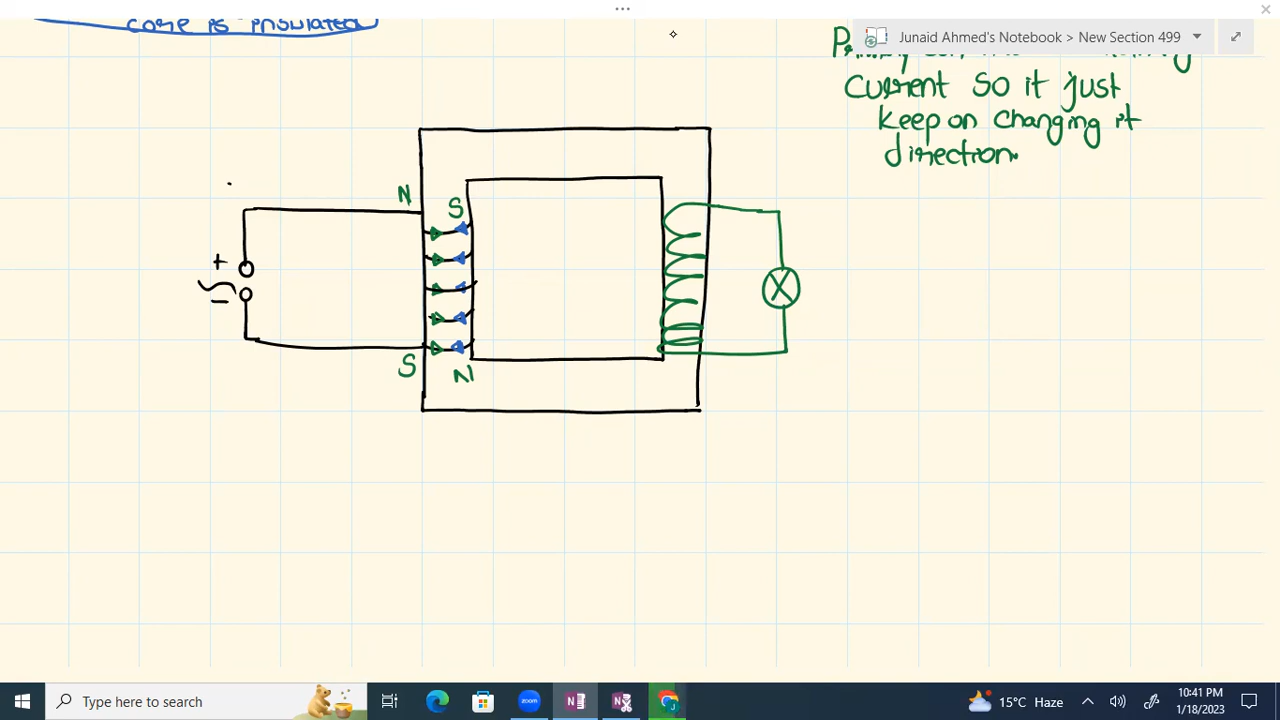 core is insulated
Junaid Ahmed's Notebook > New Section 499
Current so it just
keep on changing it
direction.
N
S
+
−
S
N
X
Type here to search
zoom
15°C Haze
10:41 PM
1/18/2023